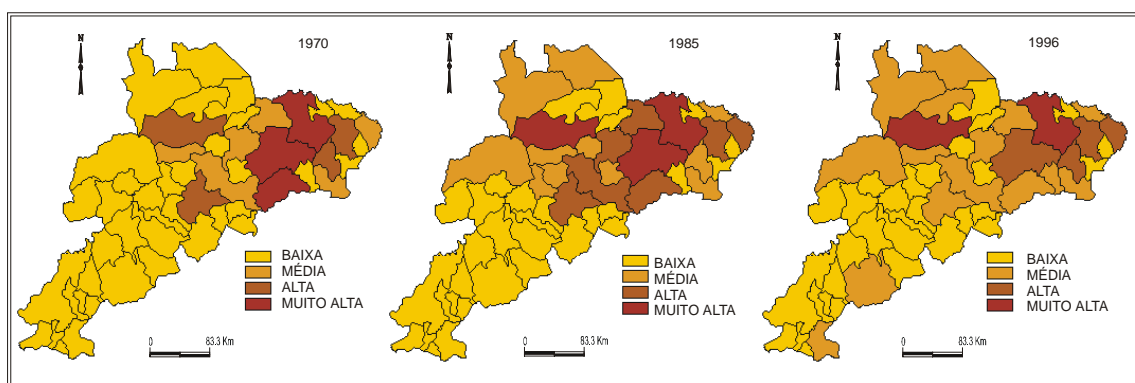 N
1970
BAIXA
MÉDIA
ALTA
MUITO ALTA
0 83.3 Km
N
1985
BAIXA
MÉDIA
ALTA
MUITO ALTA
0 83.3 Km
N
1996
BAIXA
MÉDIA
ALTA
MUITO ALTA
0 83.3 Km